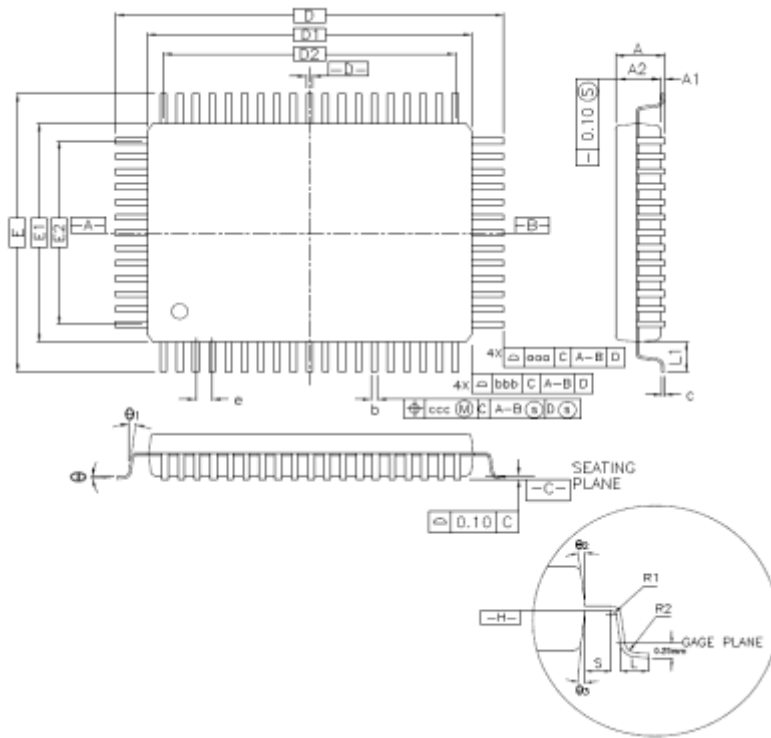 D
D1
D2
-D-
A
A2
A1
- 0.10 S
E
E1
E2
-A-
-B-
4X ⌓ aaa C A-B D
4X ⌓ bbb C A-B D
⌖ ccc M C A-B S D S
e
b
L1
c
θ1
-C-
SEATING
PLANE
⌓ 0.10 C
θ2
R1
R2
-H-
GAGE PLANE
0.25mm
S
L
θ3